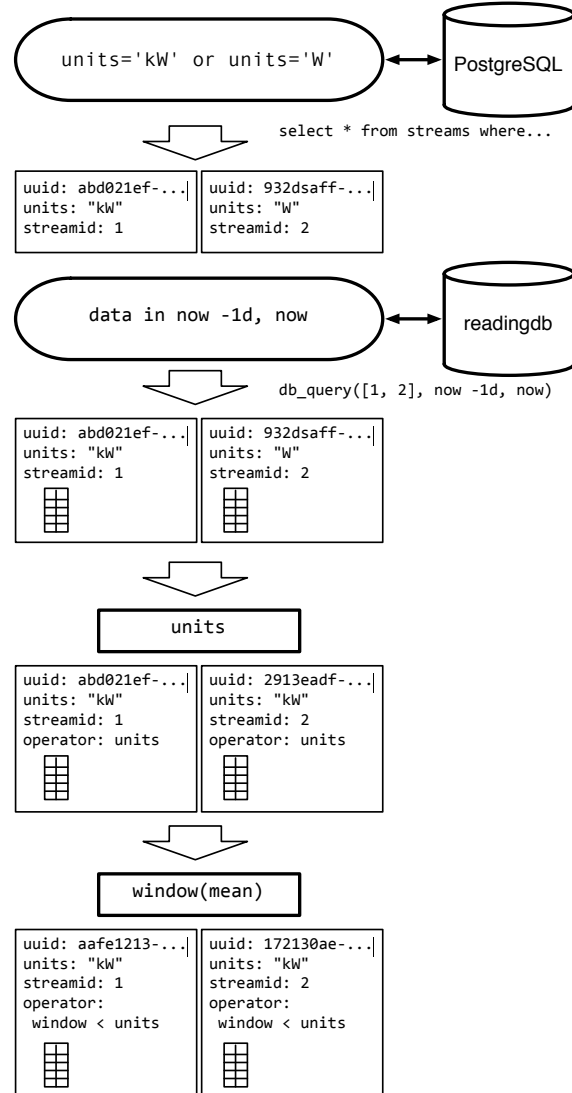 units='kW' or units='W'
PostgreSQL
select * from streams where...
uuid: abd021ef-...
units: "kW"
streamid: 1
uuid: 932dsaff-...
units: "W"
streamid: 2
data in now -1d, now
readingdb
db_query([1, 2], now -1d, now)
uuid: abd021ef-...
units: "kW"
streamid: 1
uuid: 932dsaff-...
units: "W"
streamid: 2
units
uuid: abd021ef-...
units: "kW"
streamid: 1
operator: units
uuid: 2913eadf-...
units: "kW"
streamid: 2
operator: units
window(mean)
uuid: aafe1213-...
units: "kW"
streamid: 1
operator:
window < units
uuid: 172130ae-...
units: "kW"
streamid: 2
operator:
window < units